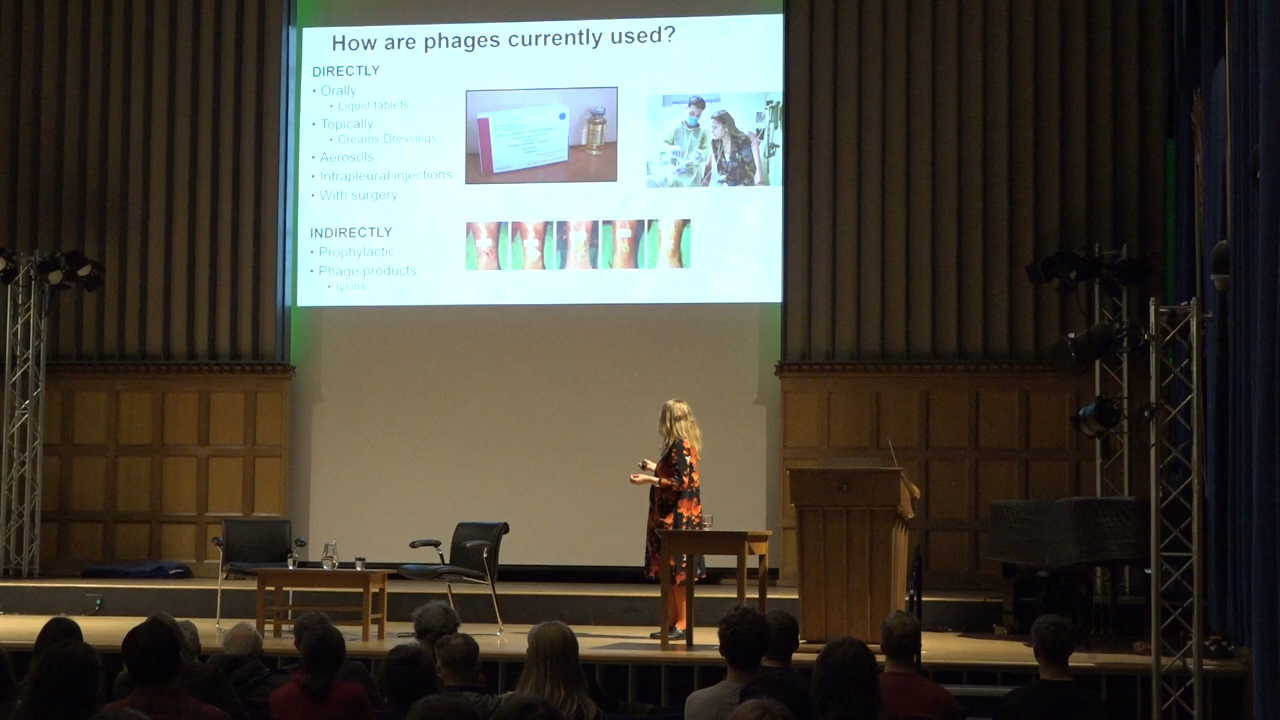 How are phages currently used?
DIRECTLY
• Orally
• Liquid/tablets
• Topically
• Creams Dressings
• Aerosols
• Intrapleural injections
• With surgery
INDIRECTLY
• Prophylactic
• Phage products
• lysins